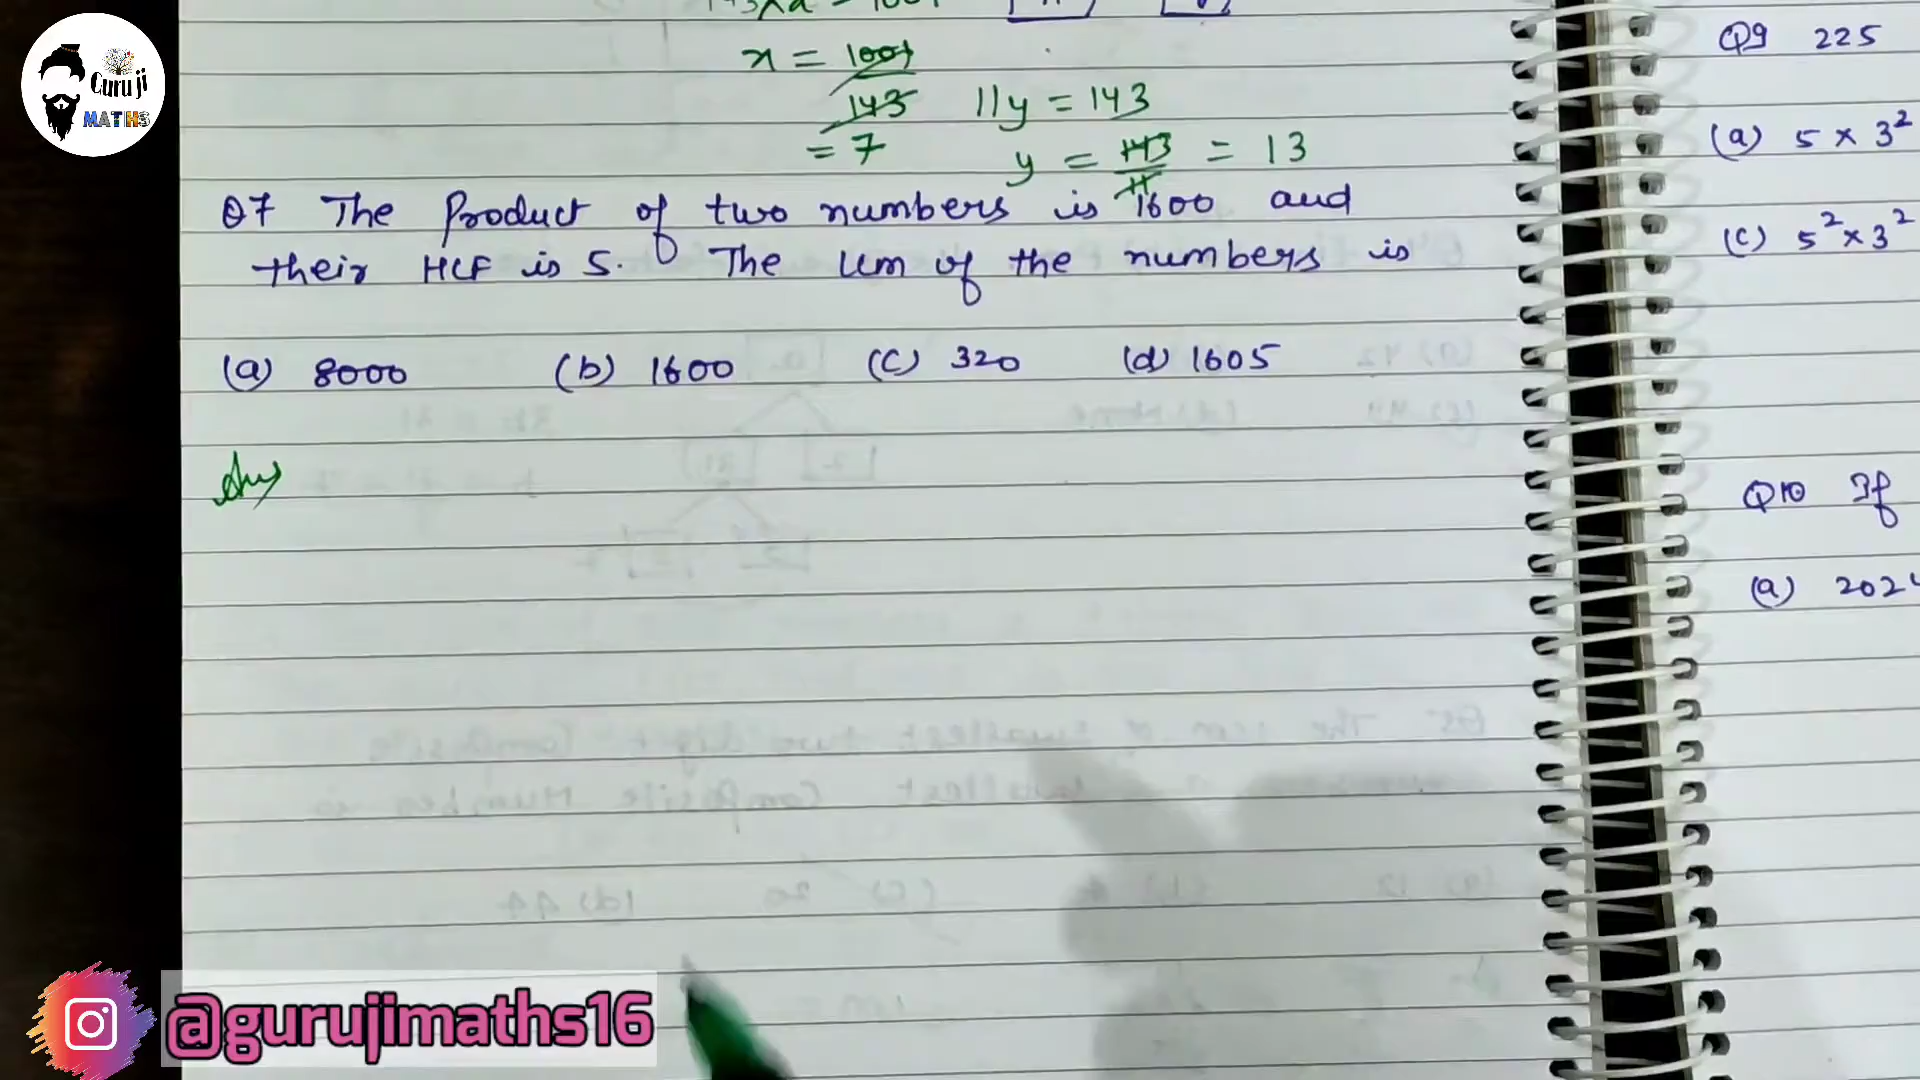 Guru ji
MATHS
x = 1001
143
= 7
11y = 143
y = 143 = 13
11
Q7 The Product of two numbers is 1600 and
their HCF is 5. The LCM of the numbers is
(a) 8000 (b) 1600 (c) 320 (d) 1605
Ans
Q9 225
(a) 5 × 3²
(c) 5² × 3²
Q10 If
(a) 202
@gurujimaths16